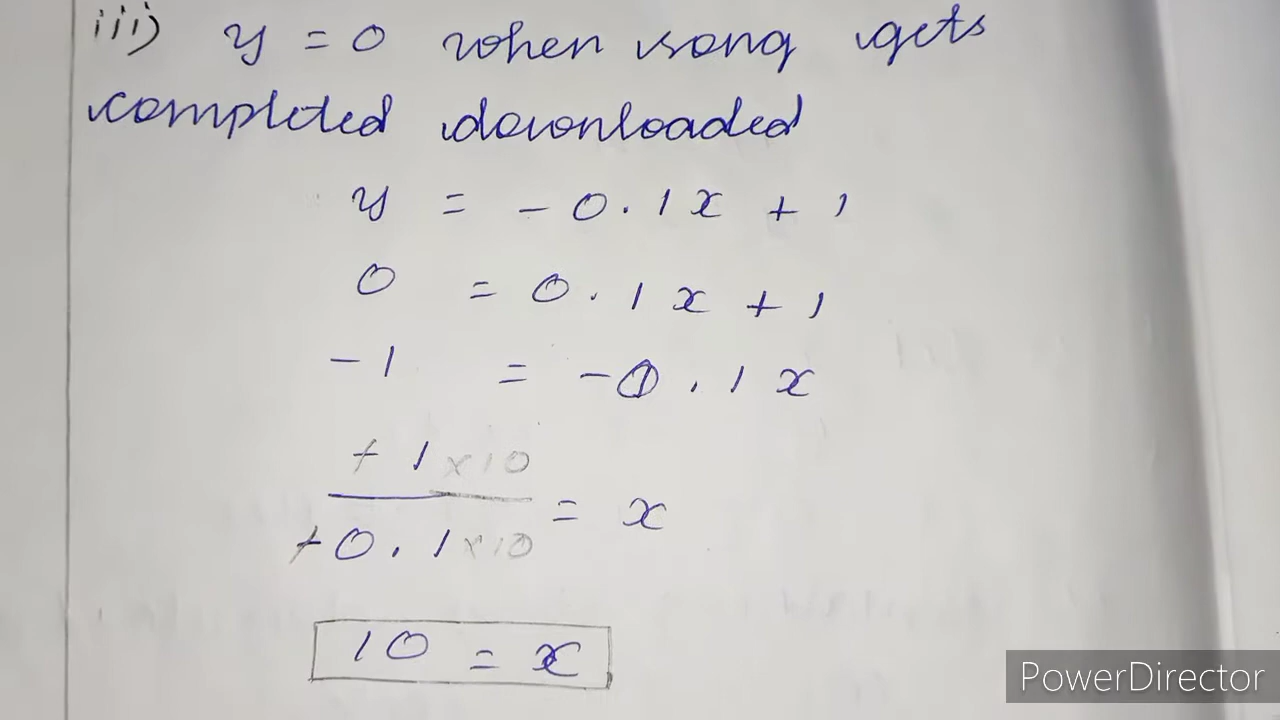 iii) y = 0 when song gets
completed downloaded
y = - 0.1x + 1
0 = 0.1x + 1
-1 = -0.1x
+1 × 10
+0.1 × 10 = x
10 = x
PowerDirector